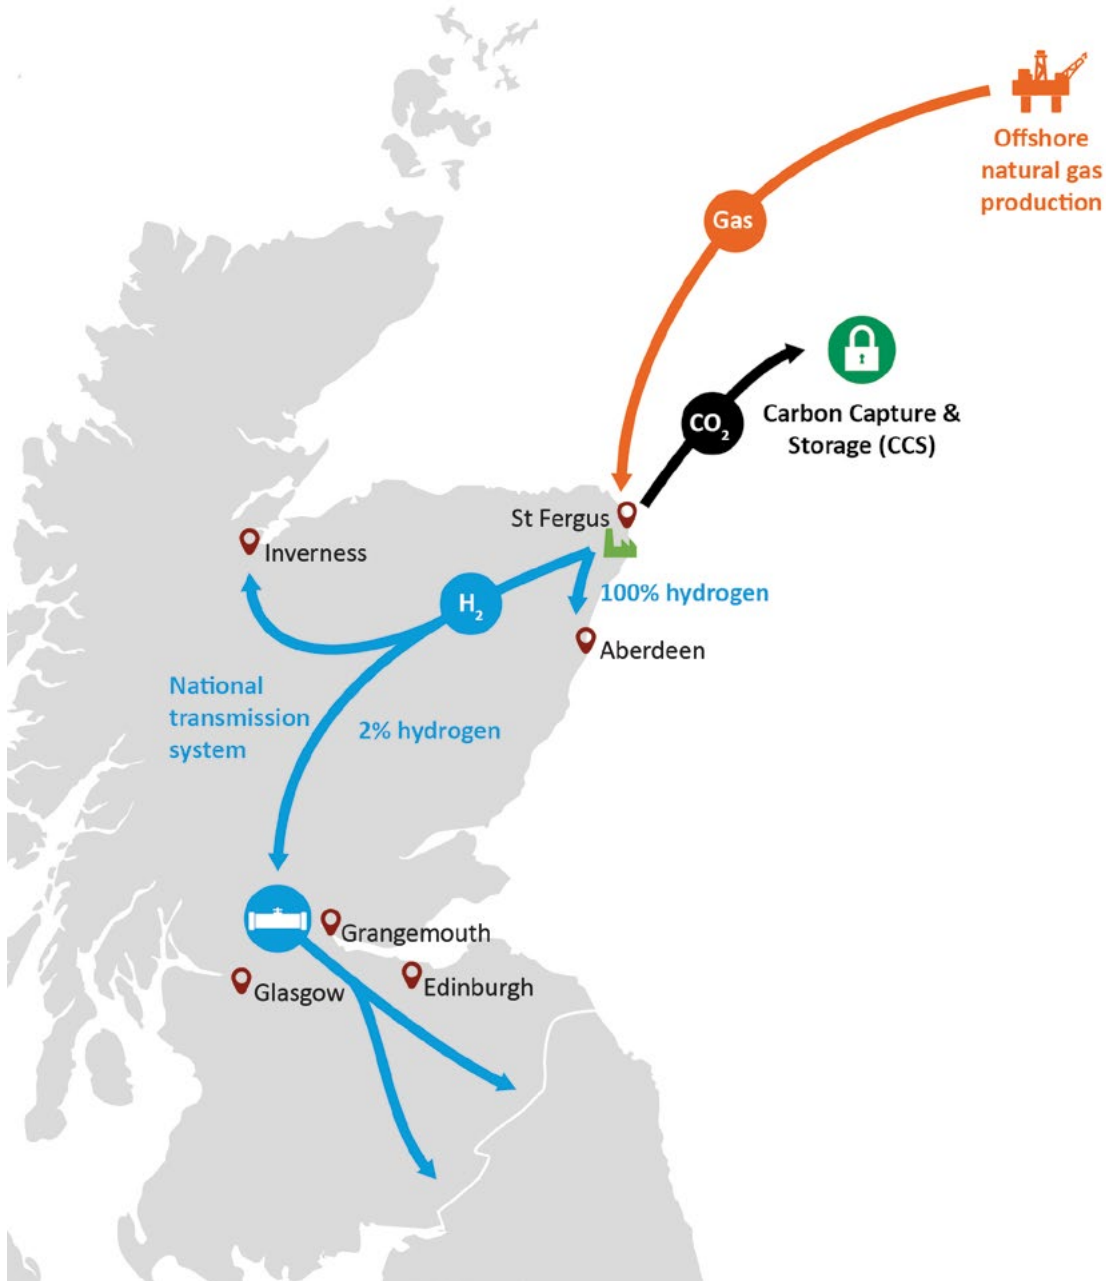 Offshore
natural gas
production
Gas
CO₂
Carbon Capture &
Storage (CCS)
St Fergus
Inverness
H₂
100% hydrogen
Aberdeen
National
transmission
system
2% hydrogen
Grangemouth
Glasgow
Edinburgh